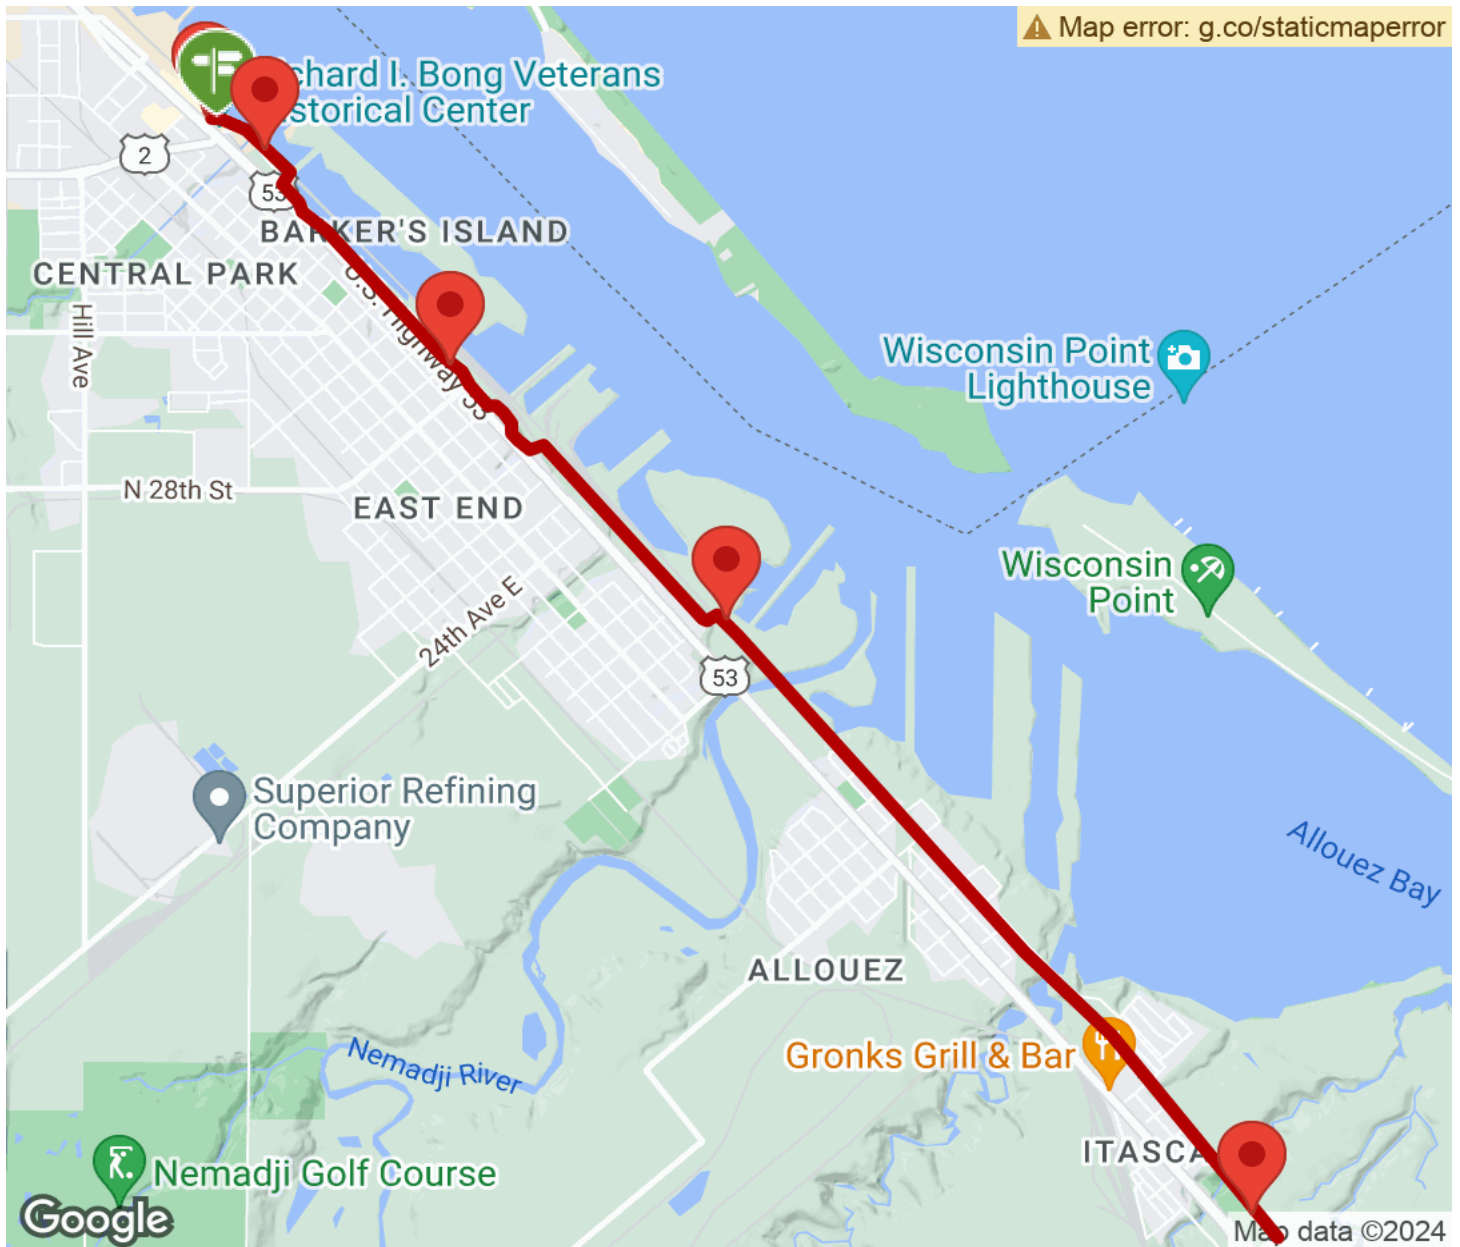 Map error: g.co/staticmaperror
chard I. Bong Veterans
storical Center
2
53
BARKER'S ISLAND
CENTRAL PARK
U.S. Highway 53
Hill Ave
Wisconsin Point
Lighthouse
N 28th St
EAST END
Wisconsin
Point
24th Ave E
53
Superior Refining
Company
Allouez Bay
ALLOUEZ
Gronks Grill & Bar
Nemadji River
ITASCA
Nemadji Golf Course
Google
Map data ©2024